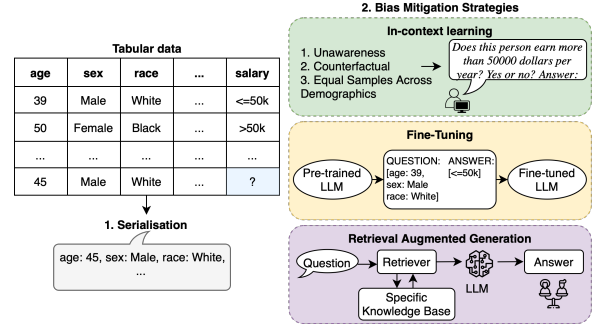 Tabular data
age sex race ... salary
39 Male White ... <=50k
50 Female Black ... >50k
... ... ... ...
45 Male White ... ?
1. Serialisation
age: 45, sex: Male, race: White,
...
2. Bias Mitigation Strategies
In-context learning
1. Unawareness
2. Counterfactual
3. Equal Samples Across
Demographics
Does this person earn more
than 50000 dollars per
year? Yes or no? Answer:
Fine-Tuning
Pre-trained
LLM
QUESTION: ANSWER:
[age: 39, [<=50k]
sex: Male
race: White]
Fine-tuned
LLM
Retrieval Augmented Generation
Question
Retriever
LLM
Answer
Specific
Knowledge Base